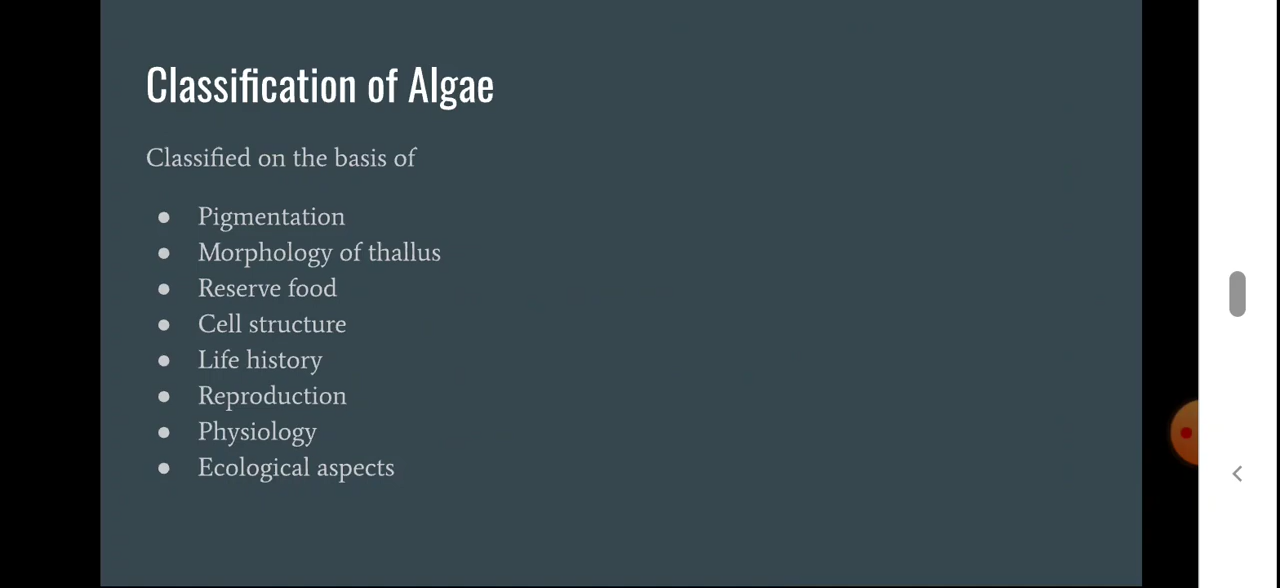 Classification of Algae
Classified on the basis of
● Pigmentation
● Morphology of thallus
● Reserve food
● Cell structure
● Life history
● Reproduction
● Physiology
● Ecological aspects